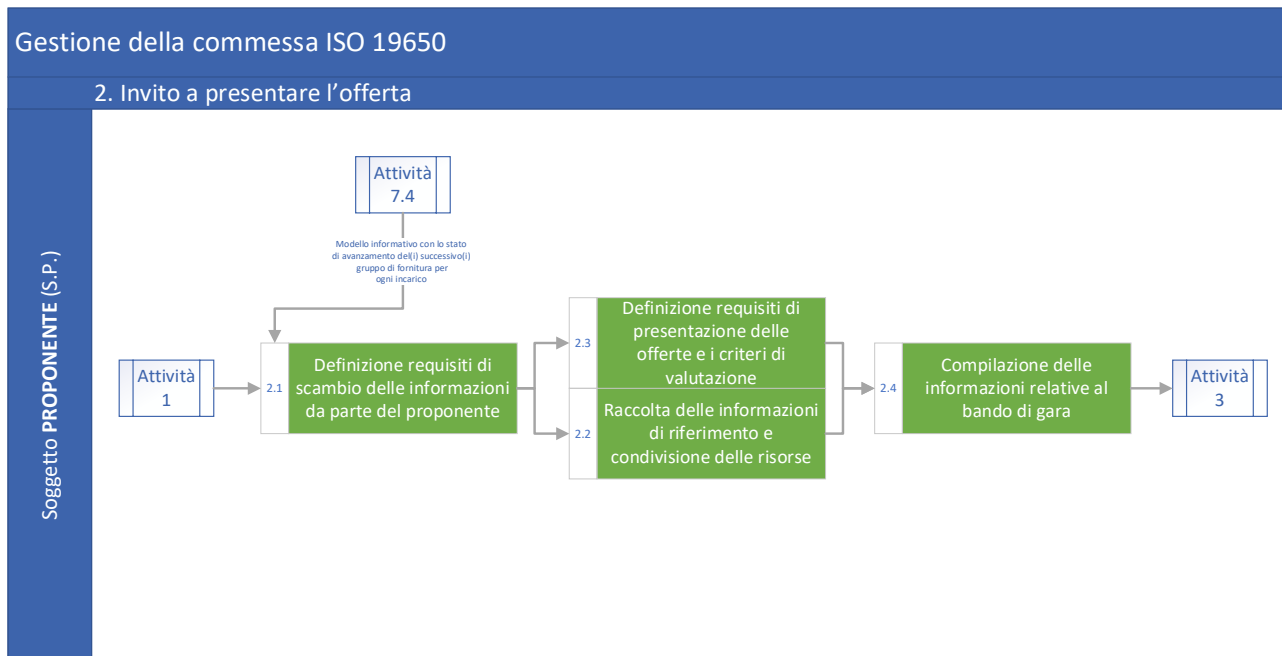 Gestione della commessa ISO 19650
2. Invito a presentare l’offerta
Soggetto PROPONENTE (S.P.)
Attività
7.4
Modello informativo con lo stato
di avanzamento del(i) successivo(i)
gruppo di fornitura per
ogni incarico
Attività
1
2.1
Definizione requisiti di
scambio delle informazioni
da parte del proponente
2.3
Definizione requisiti di
presentazione delle
offerte e i criteri di
valutazione
2.2
Raccolta delle informazioni
di riferimento e
condivisione delle risorse
2.4
Compilazione delle
informazioni relative al
bando di gara
Attività
3